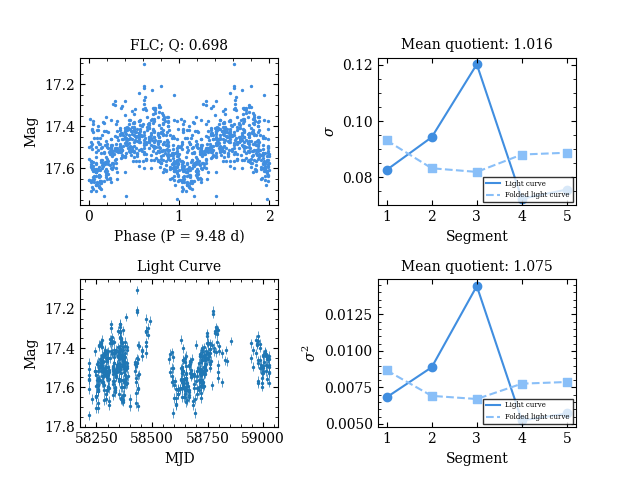 FLC; Q: 0.698
Mag
17.2
17.4
17.6
0
1
2
Phase (P = 9.48 d)
Mean quotient: 1.016
σ
0.12
0.10
0.08
Light curve
Folded light curve
1
2
3
4
5
Segment
Light Curve
Mag
17.2
17.4
17.6
17.8
58250
58500
58750
59000
MJD
Mean quotient: 1.075
σ²
0.0125
0.0100
0.0075
0.0050
Light curve
Folded light curve
1
2
3
4
5
Segment